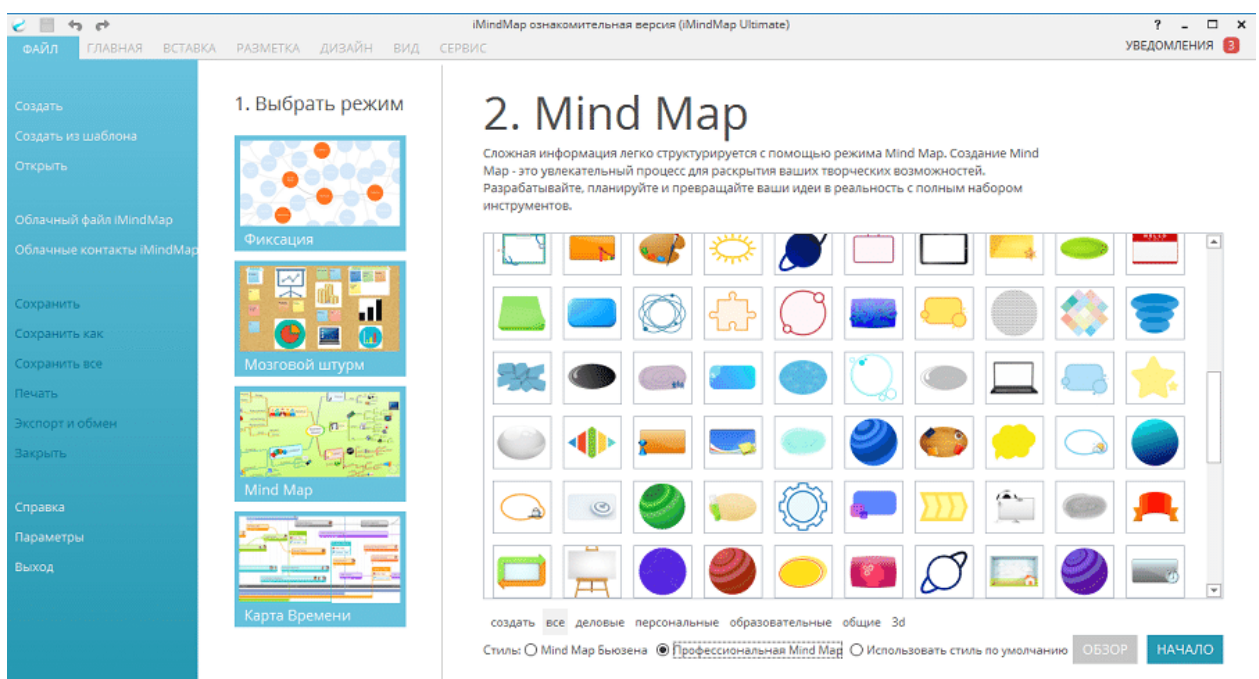 iMindMap ознакомительная версия (iMindMap Ultimate)
ФАЙЛ ГЛАВНАЯ ВСТАВКА РАЗМЕТКА ДИЗАЙН ВИД СЕРВИС
УВЕДОМЛЕНИЯ 3
Создать
Создать из шаблона
Открыть
Облачный файл iMindMap
Облачные контакты iMindMap
Сохранить
Сохранить как
Сохранить все
Печать
Экспорт и обмен
Закрыть
Справка
Параметры
Выход
1. Выбрать режим
Фиксация
Мозговой штурм
Mind Map
Карта Времени
2. Mind Map
Сложная информация легко структурируется с помощью режима Mind Map. Создание Mind
Map - это увлекательный процесс для раскрытия ваших творческих возможностей.
Разрабатывайте, планируйте и превращайте ваши идеи в реальность с полным набором
инструментов.
HELLO
создать все деловые персональные образовательные общие 3d
Стиль: Mind Map Бьюзена Профессиональная Mind Map Использовать стиль по умолчанию ОБЗОР НАЧАЛО